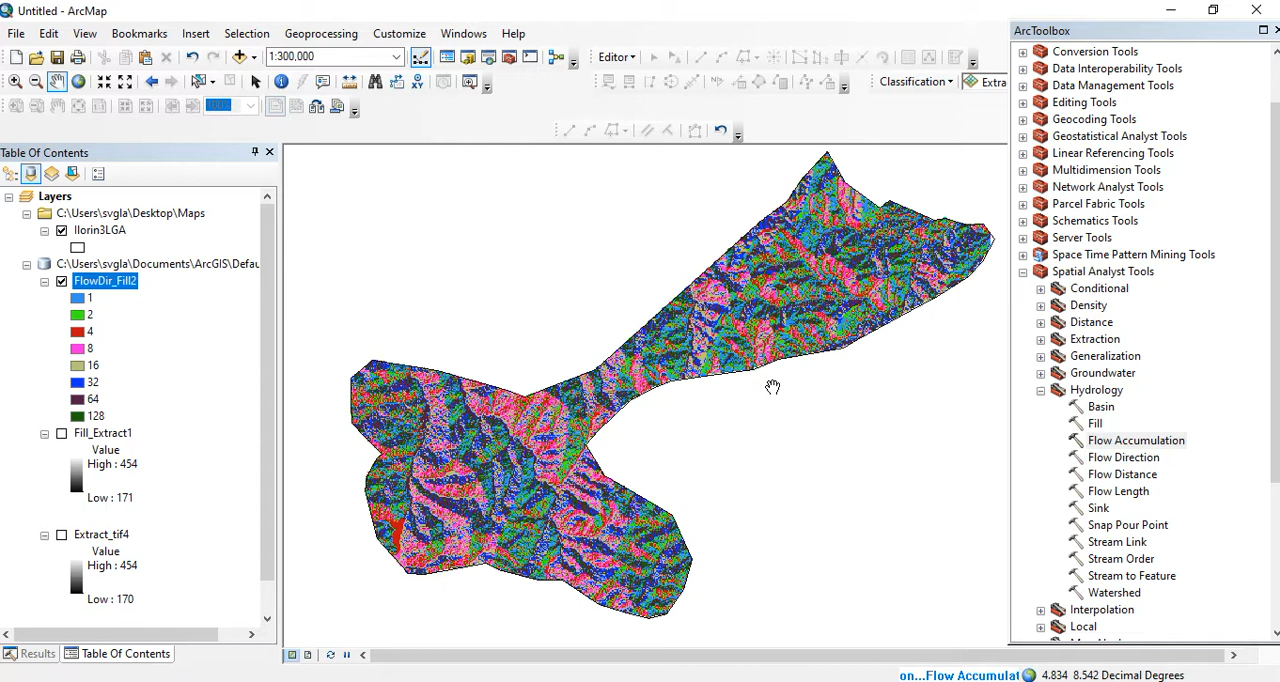 Untitled - ArcMap
File Edit View Bookmarks Insert Selection Geoprocessing Customize Windows Help
1:300,000 Editor
Classification Extra
Table Of Contents
Layers
C:\Users\svgla\Desktop\Maps
Ilorin3LGA
C:\Users\svgla\Documents\ArcGIS\Defau
FlowDir_Fill2
1
2
4
8
16
32
64
128
Fill_Extract1
Value
High : 454
Low : 171
Extract_tif4
Value
High : 454
Low : 170
Results Table Of Contents
ArcToolbox
Conversion Tools
Data Interoperability Tools
Data Management Tools
Editing Tools
Geocoding Tools
Geostatistical Analyst Tools
Linear Referencing Tools
Multidimension Tools
Network Analyst Tools
Parcel Fabric Tools
Schematics Tools
Server Tools
Space Time Pattern Mining Tools
Spatial Analyst Tools
Conditional
Density
Distance
Extraction
Generalization
Groundwater
Hydrology
Basin
Fill
Flow Accumulation
Flow Direction
Flow Distance
Flow Length
Sink
Snap Pour Point
Stream Link
Stream Order
Stream to Feature
Watershed
Interpolation
Local
on...Flow Accumulat 4.834 8.542 Decimal Degrees